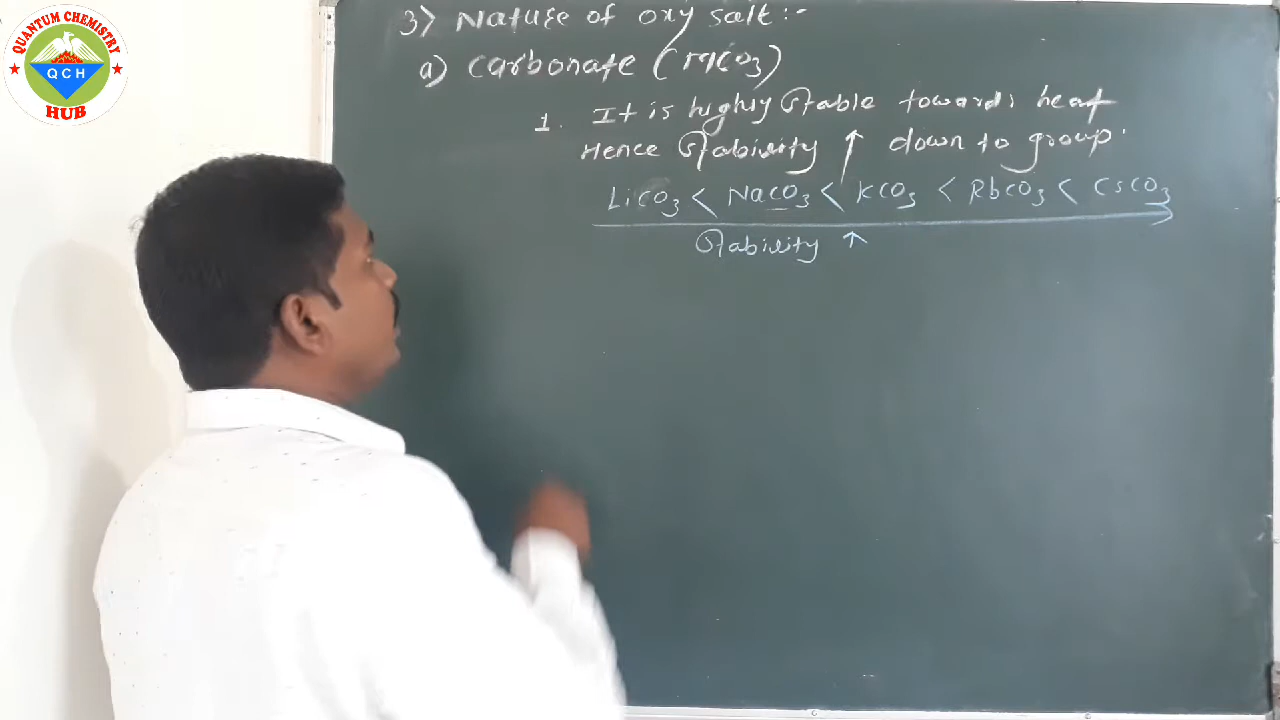 QUANTUM CHEMISTRY
QCH
HUB
3) Nature of oxy salt :-
a) Carbonate (MCO3)
1. It is highly stable towards heat
Hence Stability ↑ down to group.
LiCO3 < NaCO3 < KCO3 < RbCO3 < CsCO3
Stability ↑